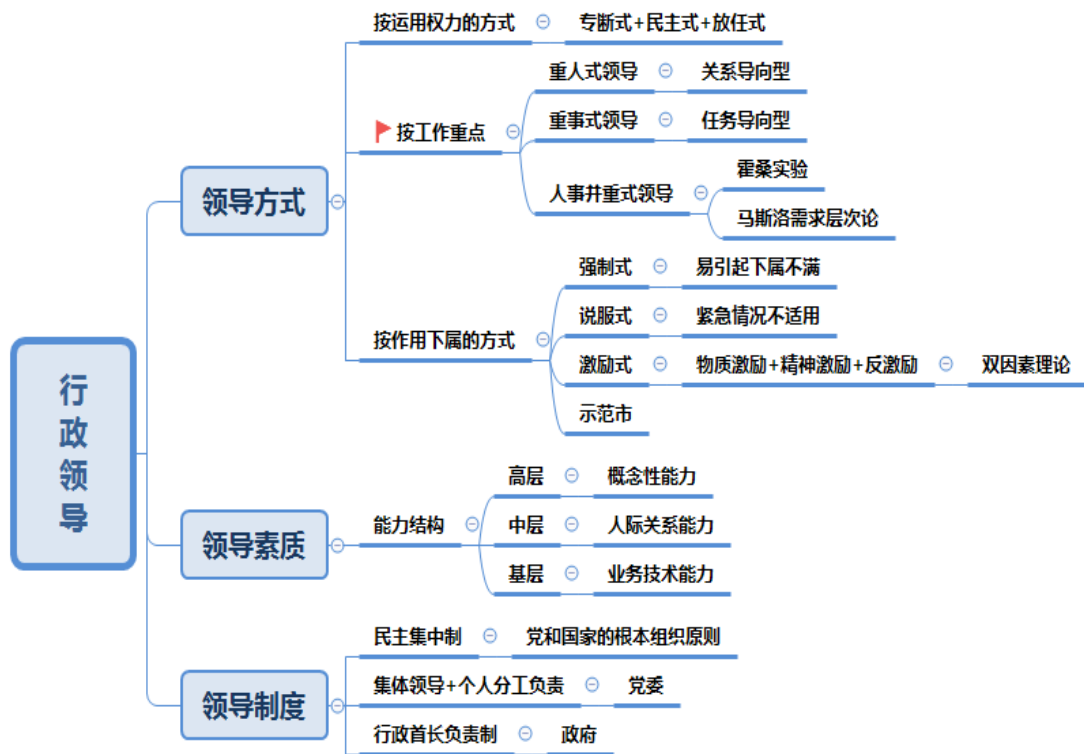 行政领导
领导方式
按运用权力的方式
专断式+民主式+放任式
按工作重点
重人式领导
关系导向型
重事式领导
任务导向型
人事井重式领导
霍桑实验
马斯洛需求层次论
按作用下属的方式
强制式
易引起下属不满
说服式
紧急情况不适用
激励式
物质激励+精神激励+反激励
双因素理论
示范市
领导素质
能力结构
高层
概念性能力
中层
人际关系能力
基层
业务技术能力
领导制度
民主集中制
党和国家的根本组织原则
集体领导+个人分工负责
党委
行政首长负责制
政府